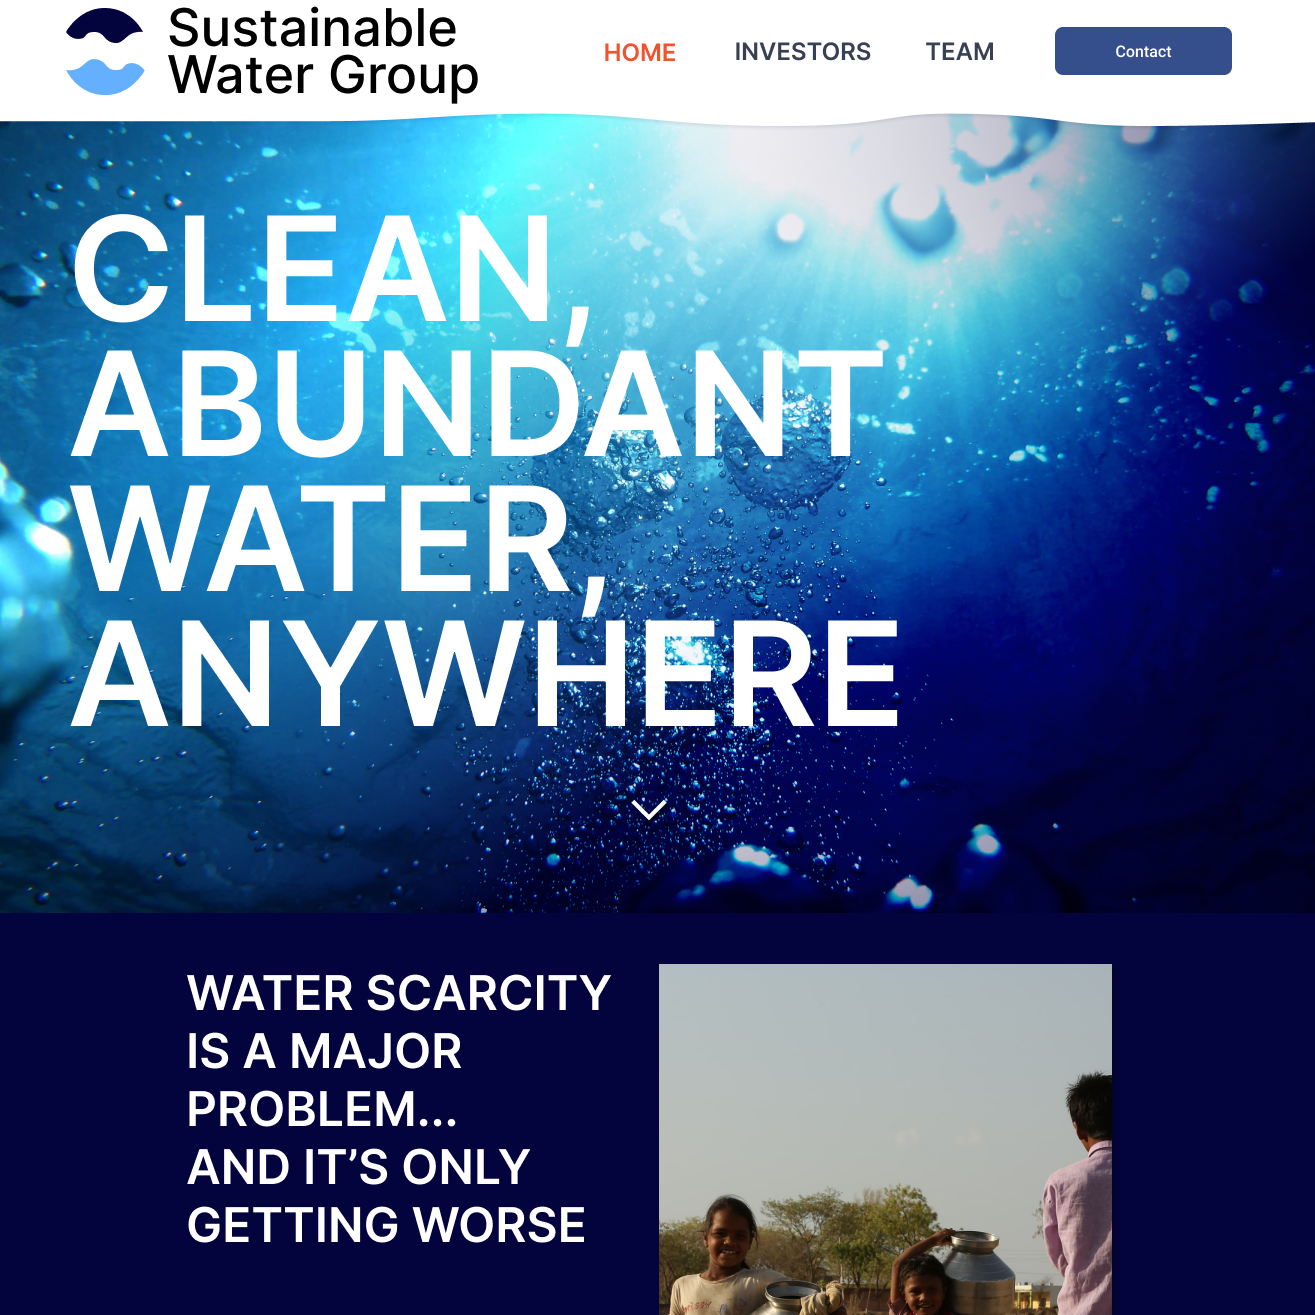 Sustainable
Water Group
HOME INVESTORS TEAM Contact
CLEAN,
ABUNDANT
WATER,
ANYWHERE
WATER SCARCITY
IS A MAJOR
PROBLEM...
AND IT’S ONLY
GETTING WORSE